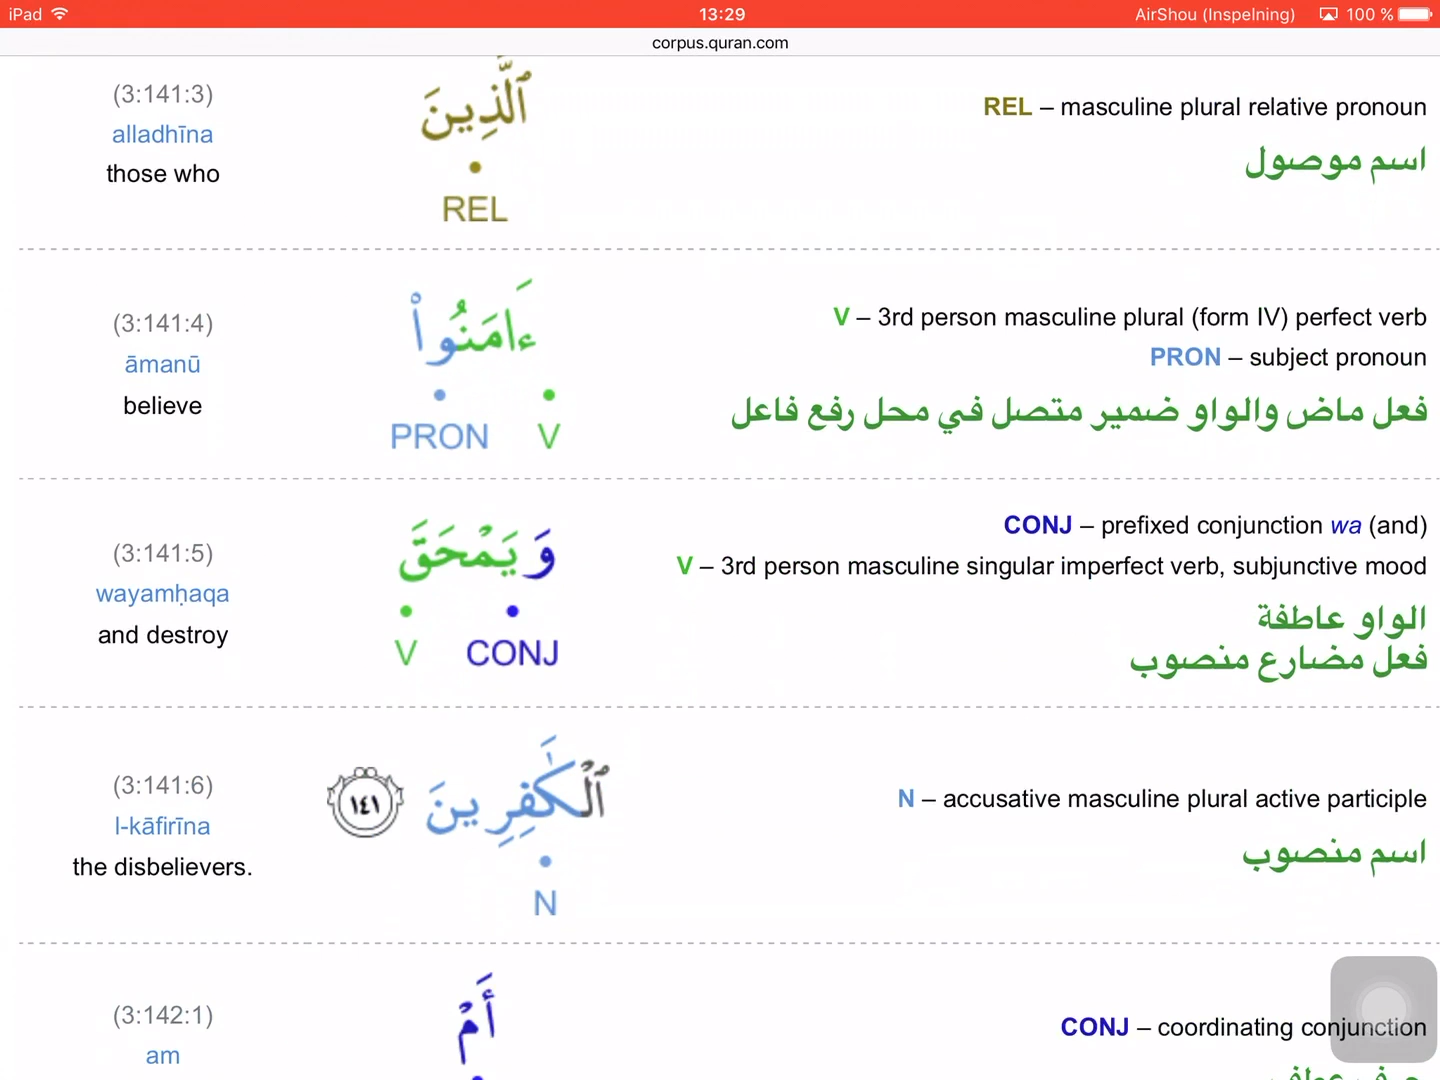 iPad 13:29 AirShou (Inspelning) 100 %
corpus.quran.com
(3:141:3)
alladhīna
those who
ٱلَّذِينَ
REL
REL – masculine plural relative pronoun
اسم موصول
(3:141:4)
āmanū
believe
ءَامَنُوا۟
PRON V
V – 3rd person masculine plural (form IV) perfect verb
PRON – subject pronoun
فعل ماض والواو ضمير متصل في محل رفع فاعل
(3:141:5)
wayamḥaqa
and destroy
وَيَمْحَقَ
V CONJ
CONJ – prefixed conjunction wa (and)
V – 3rd person masculine singular imperfect verb, subjunctive mood
الواو عاطفة
فعل مضارع منصوب
(3:141:6)
l-kāfirīna
the disbelievers.
ٱلْكَـٰفِرِينَ ١٤١
N
N – accusative masculine plural active participle
اسم منصوب
(3:142:1)
am
أَمْ
CONJ – coordinating conjunction